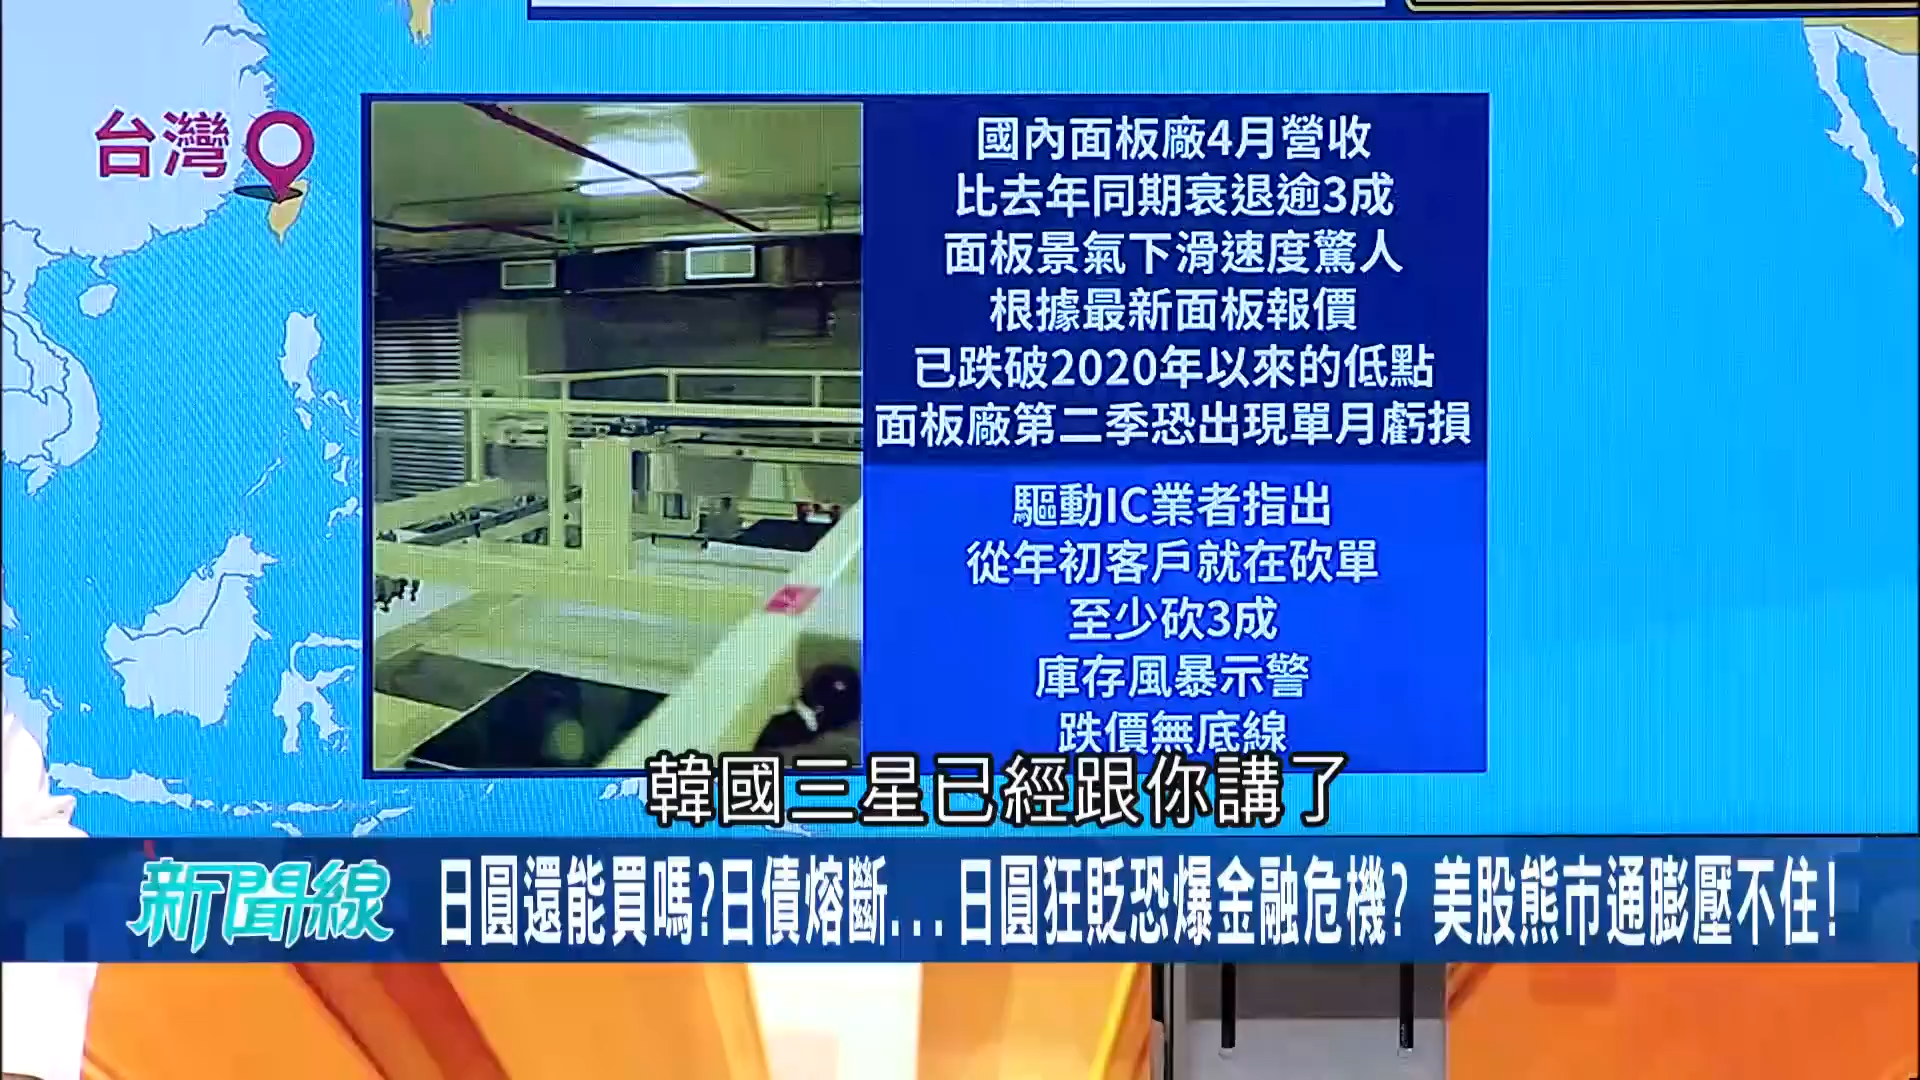 台灣
國內面板廠4月營收
比去年同期衰退逾3成
面板景氣下滑速度驚人
根據最新面板報價
已跌破2020年以來的低點
面板廠第二季恐出現單月虧損
驅動IC業者指出
從年初客戶就在砍單
至少砍3成
庫存風暴示警
跌價無底線
韓國三星已經跟你講了
新聞線
日圓還能買嗎?日債熔斷...日圓狂貶恐爆金融危機? 美股熊市通膨壓不住!